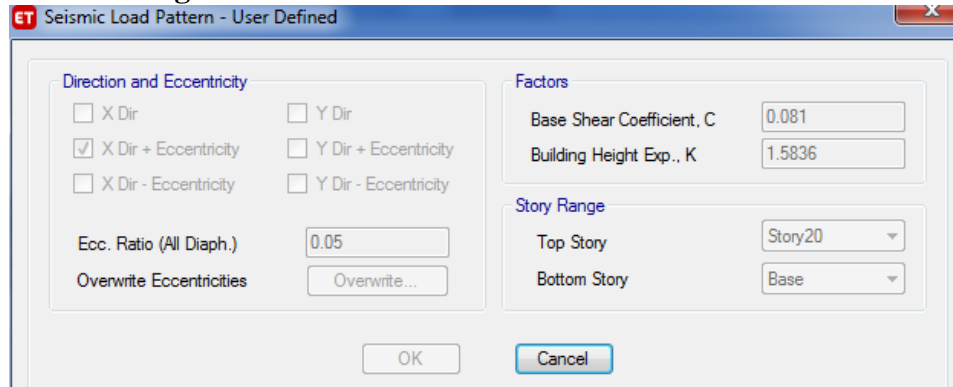 ET Seismic Load Pattern - User Defined
Direction and Eccentricity
X Dir
Y Dir
X Dir + Eccentricity
Y Dir + Eccentricity
X Dir - Eccentricity
Y Dir - Eccentricity
Ecc. Ratio (All Diaph.)
0.05
Overwrite Eccentricities
Overwrite...
Factors
Base Shear Coefficient, C
0.081
Building Height Exp., K
1.5836
Story Range
Top Story
Story20
Bottom Story
Base
OK
Cancel